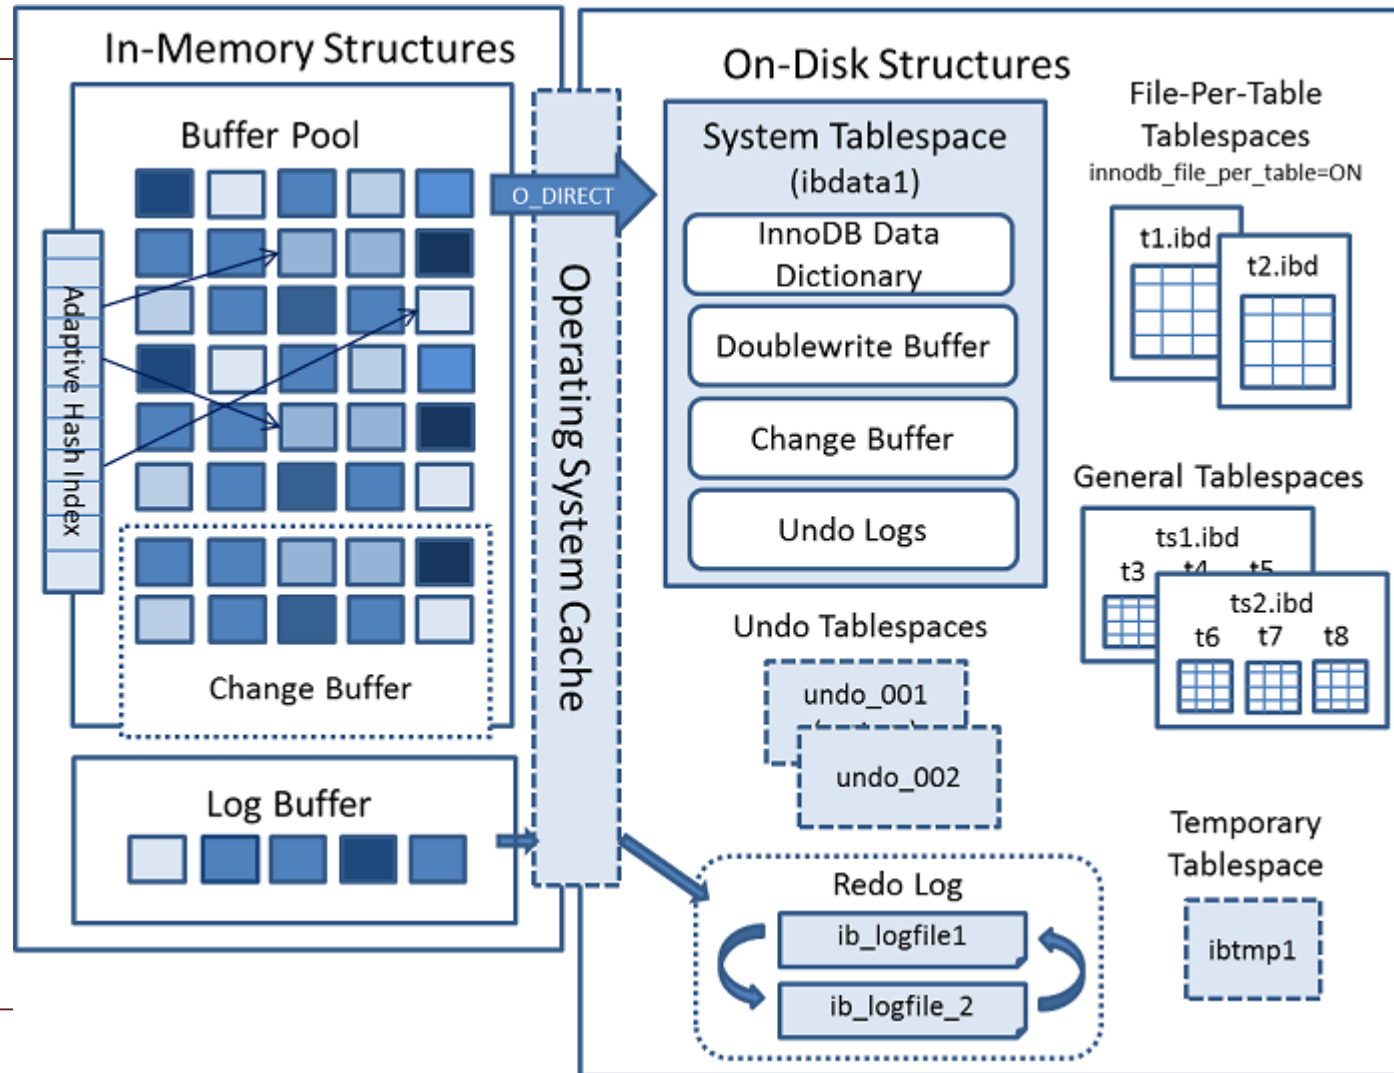 In-Memory Structures
Buffer Pool
Adaptive Hash Index
Change Buffer
Log Buffer
Operating System Cache
O_DIRECT
On-Disk Structures
System Tablespace
(ibdata1)
InnoDB Data
Dictionary
Doublewrite Buffer
Change Buffer
Undo Logs
Undo Tablespaces
undo_001
undo_002
Redo Log
ib_logfile1
ib_logfile_2
File-Per-Table
Tablespaces
innodb_file_per_table=ON
t1.ibd
t2.ibd
General Tablespaces
ts1.ibd
t3 t4 t5
ts2.ibd
t6 t7 t8
Temporary
Tablespace
ibtmp1